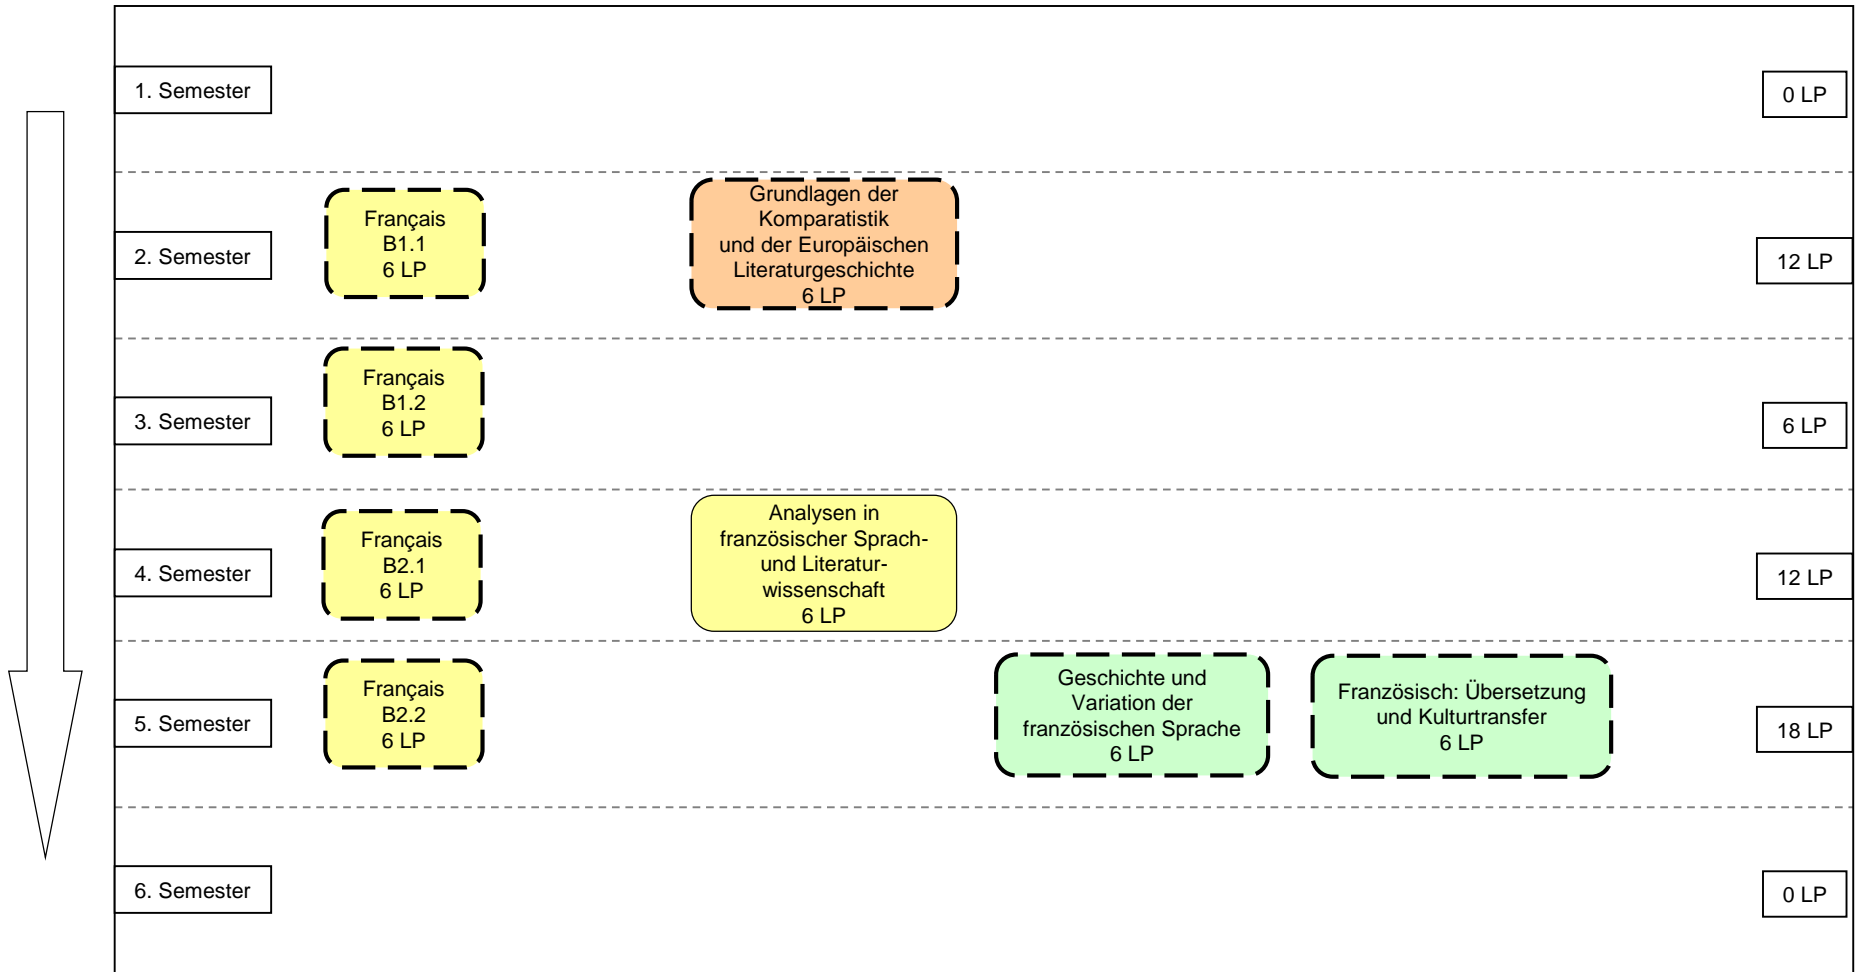 1. Semester
0 LP
2. Semester
Français
B1.1
6 LP
Grundlagen der
Komparatistik
und der Europäischen
Literaturgeschichte
6 LP
12 LP
3. Semester
Français
B1.2
6 LP
6 LP
4. Semester
Français
B2.1
6 LP
Analysen in
französischer Sprach-
und Literatur-
wissenschaft
6 LP
12 LP
5. Semester
Français
B2.2
6 LP
Geschichte und
Variation der
französischen Sprache
6 LP
Französisch: Übersetzung
und Kulturtransfer
6 LP
18 LP
6. Semester
0 LP